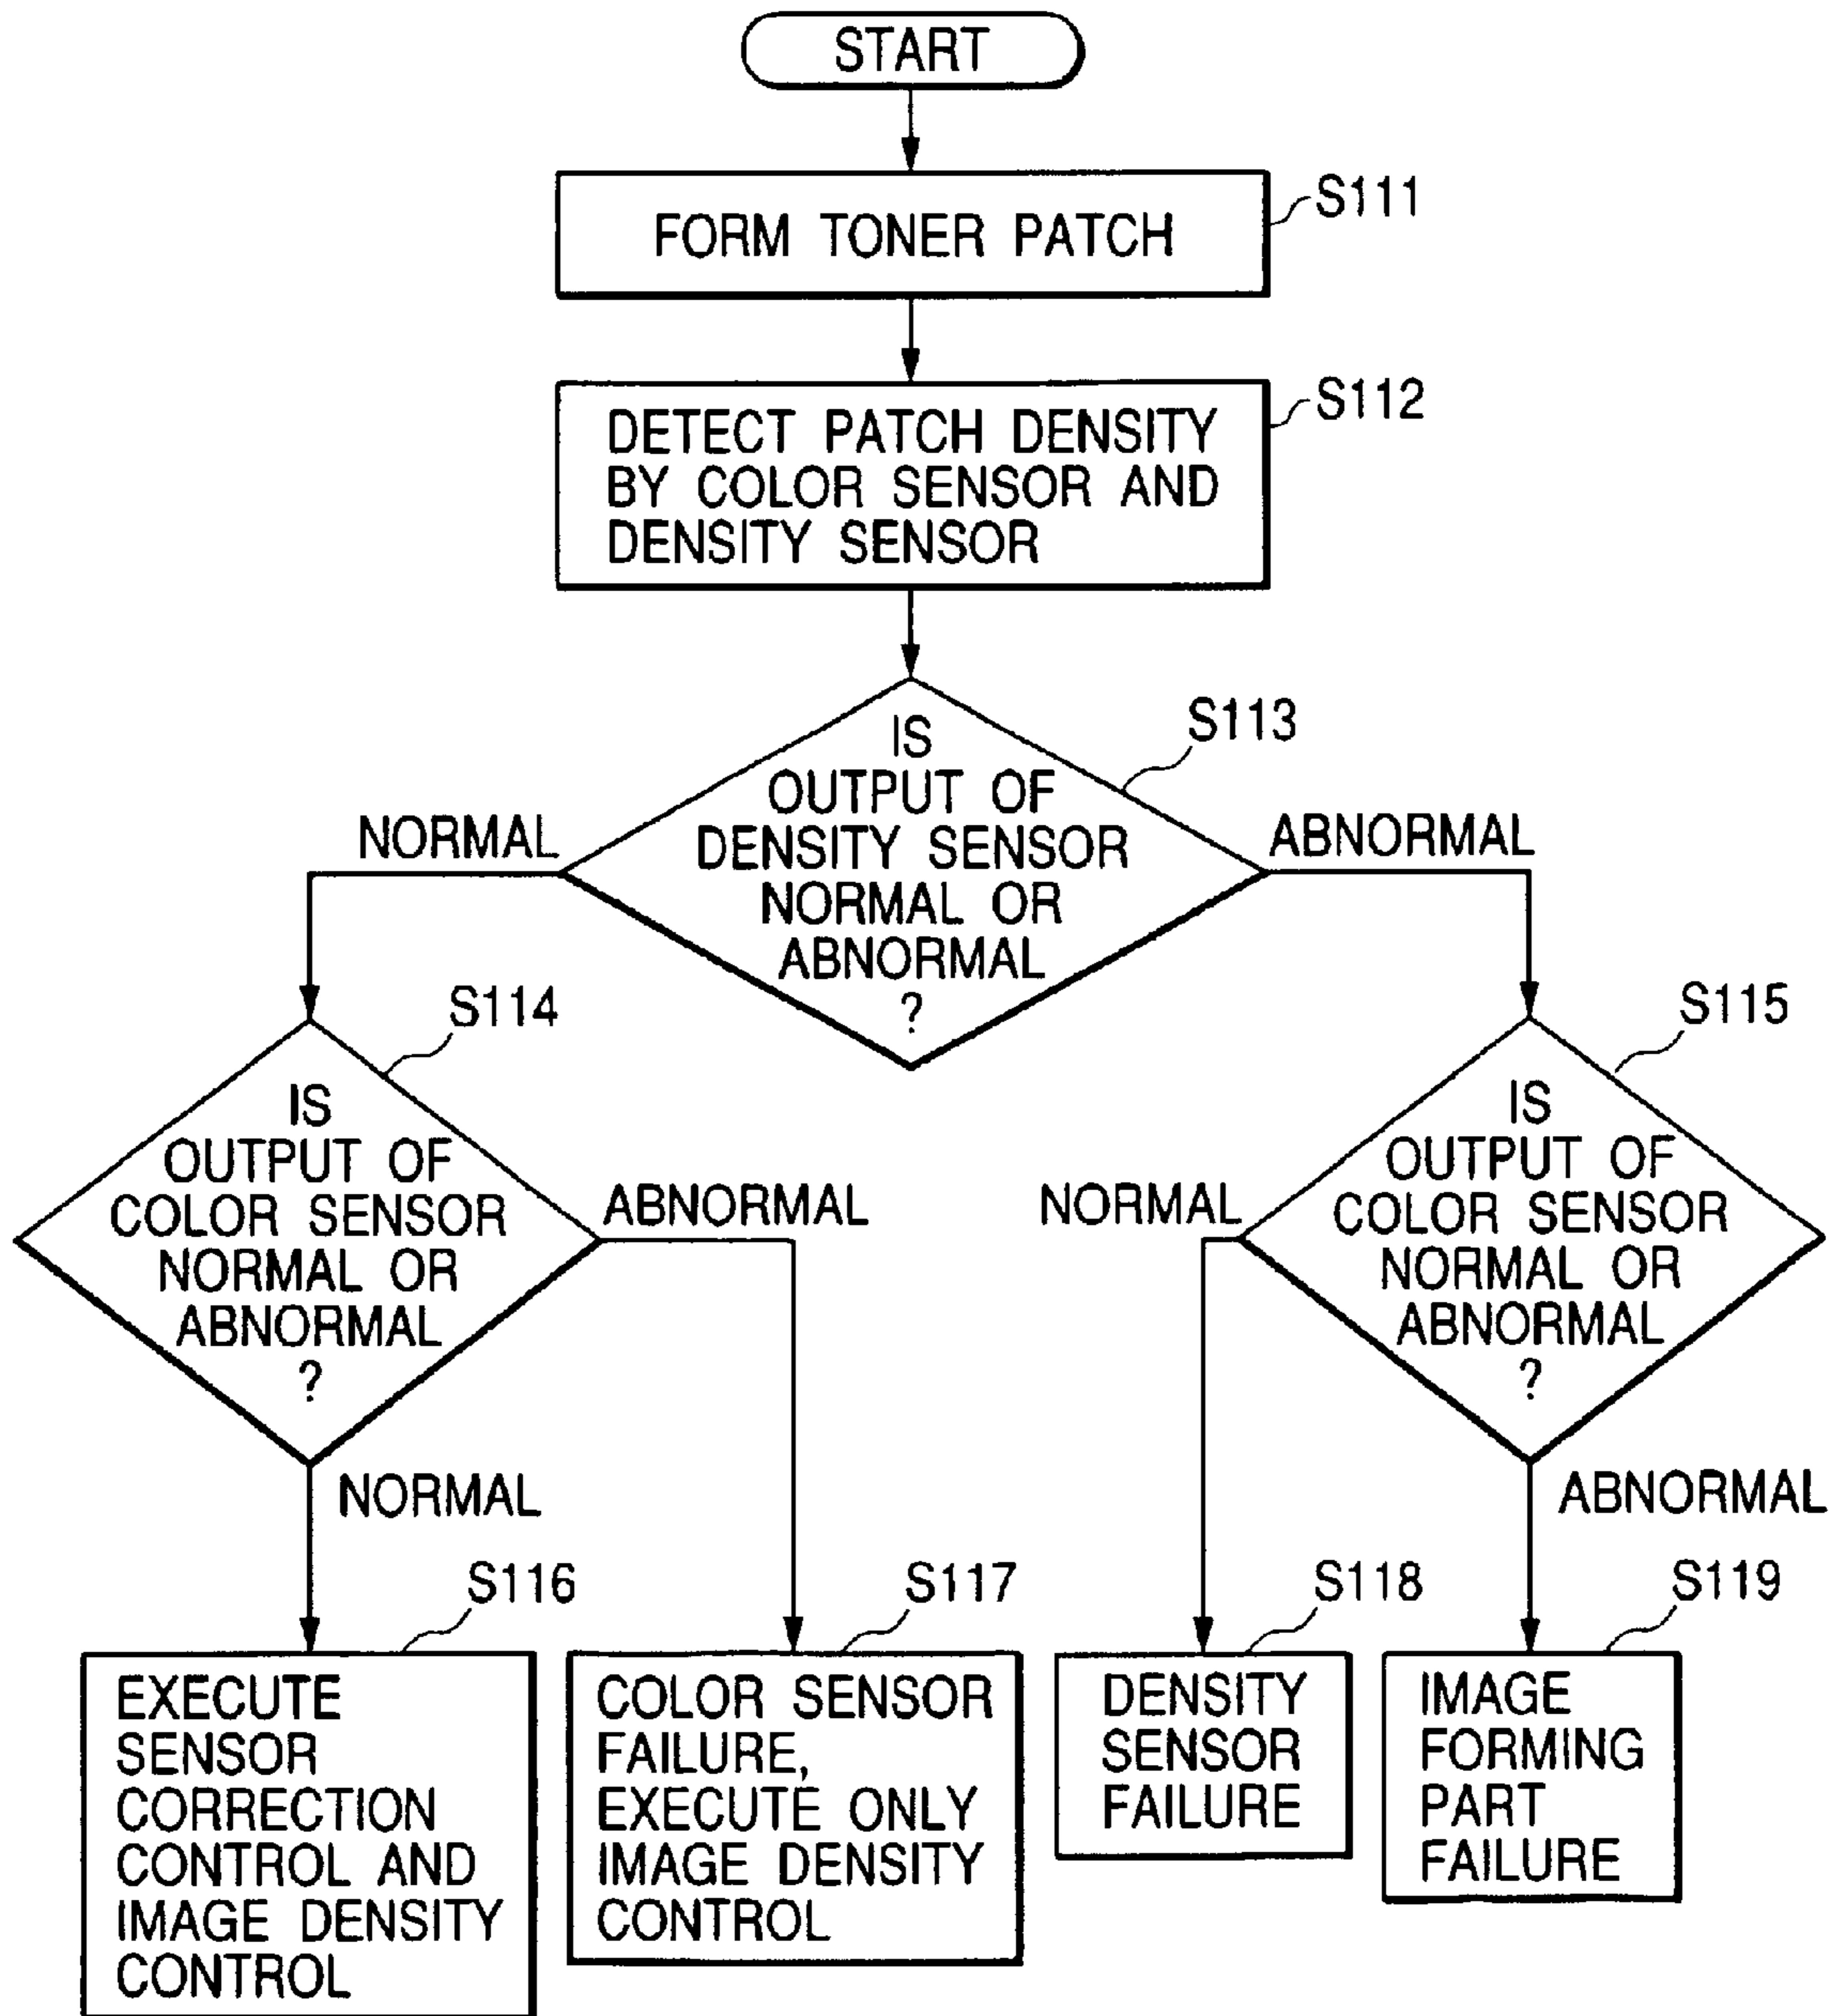 START
FORM TONER PATCH
S111
DETECT PATCH DENSITY
BY COLOR SENSOR AND
DENSITY SENSOR
S112
IS
OUTPUT OF
DENSITY SENSOR
NORMAL OR
ABNORMAL
?
S113
NORMAL
ABNORMAL
IS
OUTPUT OF
COLOR SENSOR
NORMAL OR
ABNORMAL
?
S114
ABNORMAL
NORMAL
IS
OUTPUT OF
COLOR SENSOR
NORMAL OR
ABNORMAL
?
S115
NORMAL
ABNORMAL
S116
EXECUTE
SENSOR
CORRECTION
CONTROL AND
IMAGE DENSITY
CONTROL
S117
COLOR SENSOR
FAILURE,
EXECUTE ONLY
IMAGE DENSITY
CONTROL
S118
DENSITY
SENSOR
FAILURE
S119
IMAGE
FORMING
PART
FAILURE